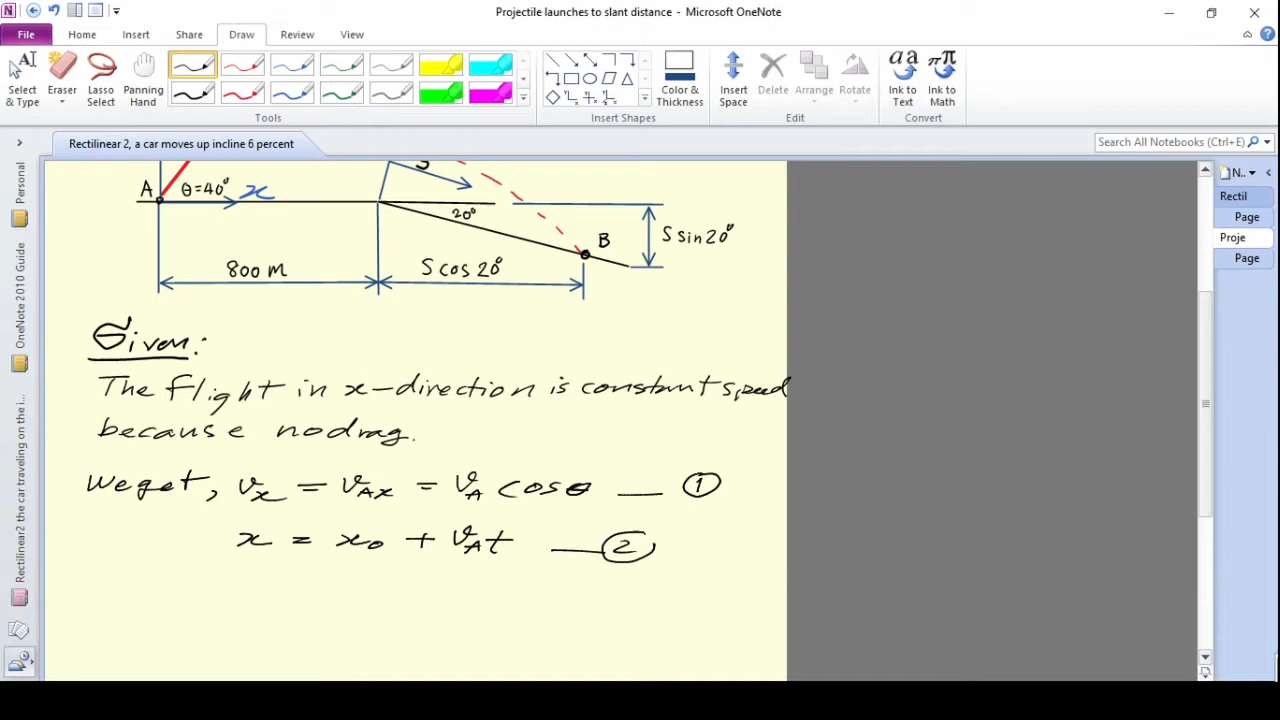 Projectile launches to slant distance - Microsoft OneNote
File Home Insert Share Draw Review View
Select & Type
Eraser
Lasso Select
Panning Hand
Color & Thickness
Insert Space
Delete
Arrange
Rotate
Ink to Text
Ink to Math
Tools
Insert Shapes
Edit
Convert
Rectilinear 2, a car moves up incline 6 percent
Search All Notebooks (Ctrl+E)
Personal
OneNote 2010 Guide
Rectilinear2 the car traveling on the i...
N..
Rectil
Page
Proje
Page
S
A
θ=40°
x
20°
B
S sin20°
800 m
S cos 20°
Given:
The flight in x-direction is constant speed
because no drag.
We get, vx = vAx = vA cosθ — ①
x = x0 + vAt — ②